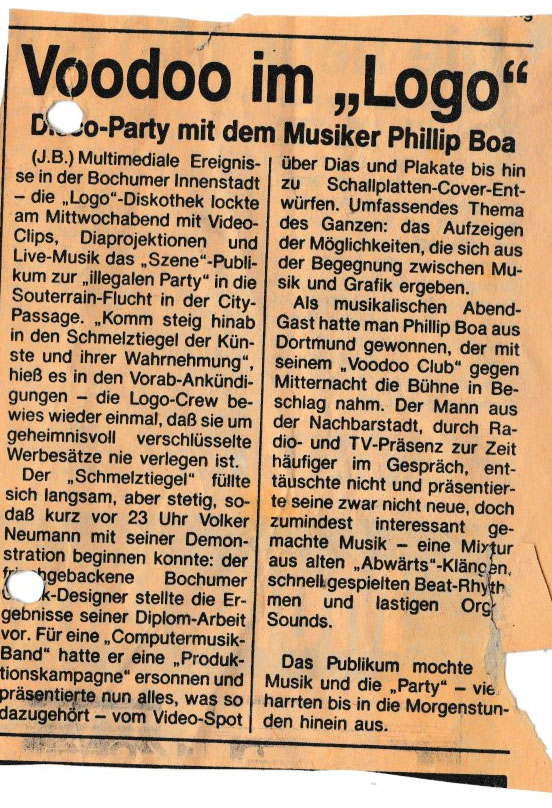 Voodoo im „Logo“
Disco-Party mit dem Musiker Phillip Boa
(J.B.) Multimediale Ereignis-
se in der Bochumer Innenstadt
– die „Logo“-Diskothek lockte
am Mittwochabend mit Video-
Clips, Diaprojektionen und
Live-Musik das „Szene“-Publi-
kum zur „illegalen Party“ in die
Souterrain-Flucht in der City-
Passage. „Komm steig hinab
in den Schmelztiegel der Kün-
ste und ihrer Wahrnehmung“,
hieß es in den Vorab-Ankündi-
gungen – die Logo-Crew be-
wies wieder einmal, daß sie um
geheimnisvoll verschlüsselte
Werbesätze nie verlegen ist.
Der „Schmelztiegel“ füllte
sich langsam, aber stetig, so-
daß kurz vor 23 Uhr Volker
Neumann mit seiner Demon-
stration beginnen konnte: der
frischgebackene Bochumer
Grafik-Designer stellte die Er-
gebnisse seiner Diplom-Arbeit
vor. Für eine „Computermusik-
Band“ hatte er eine „Produk-
tionskampagne“ ersonnen und
präsentierte nun alles, was so
dazugehört – vom Video-Spot
über Dias und Plakate bis hin
zu Schallplatten-Cover-Ent-
würfen. Umfassendes Thema
des Ganzen: das Aufzeigen
der Möglichkeiten, die sich aus
der Begegnung zwischen Mu-
sik und Grafik ergeben.
Als musikalischen Abend-
Gast hatte man Phillip Boa aus
Dortmund gewonnen, der mit
seinem „Voodoo Club“ gegen
Mitternacht die Bühne in Be-
schlag nahm. Der Mann aus
der Nachbarstadt, durch Ra-
dio- und TV-Präsenz zur Zeit
häufiger im Gespräch, ent-
täuschte nicht und präsentier-
te seine zwar nicht neue, doch
zumindest interessant ge-
machte Musik – eine Mixtur
aus alten „Abwärts“-Klängen,
schnell gespielten Beat-Rhyth
men und lastigen Org
Sounds.
Das Publikum mochte
Musik und die „Party“ – vie
harrten bis in die Morgenstun-
den hinein aus.